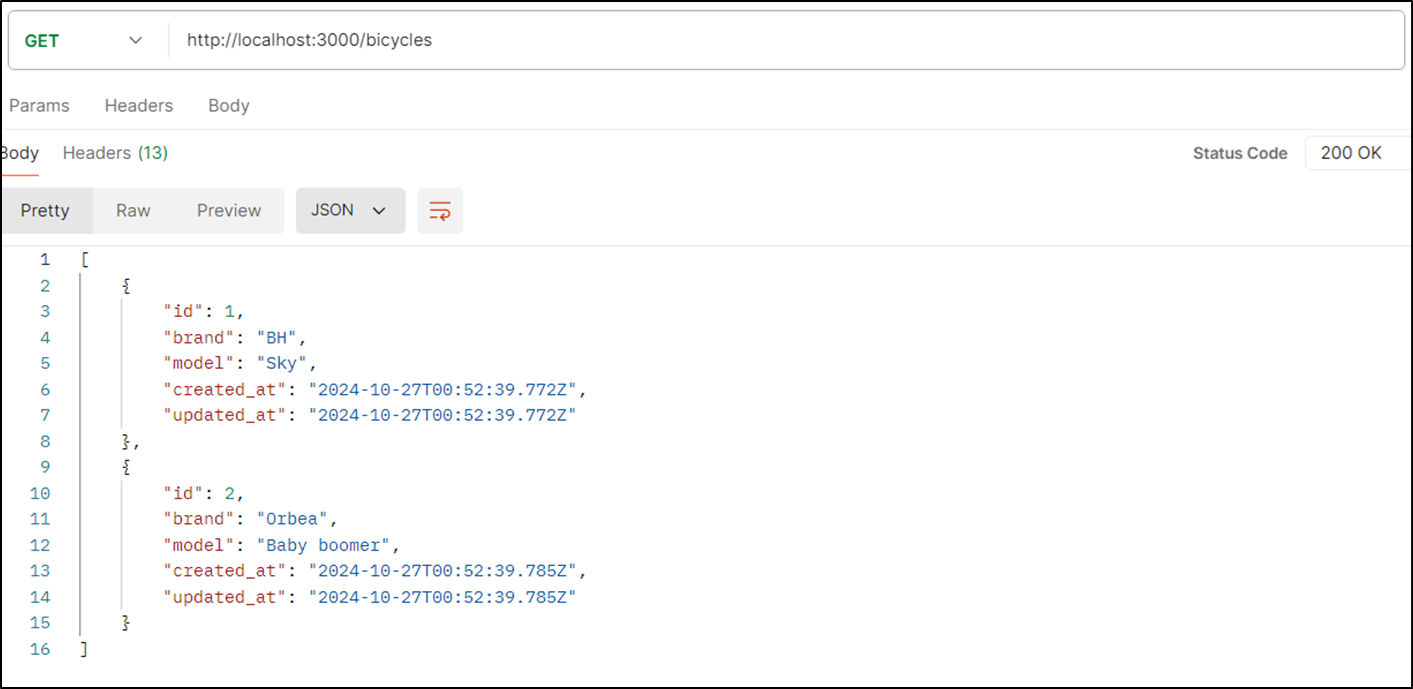 GET http://localhost:3000/bicycles
Params Headers Body
Body Headers (13) Status Code 200 OK
Pretty Raw Preview JSON
1 [
2 {
3 "id": 1,
4 "brand": "BH",
5 "model": "Sky",
6 "created_at": "2024-10-27T00:52:39.772Z",
7 "updated_at": "2024-10-27T00:52:39.772Z"
8 },
9 {
10 "id": 2,
11 "brand": "Orbea",
12 "model": "Baby boomer",
13 "created_at": "2024-10-27T00:52:39.785Z",
14 "updated_at": "2024-10-27T00:52:39.785Z"
15 }
16 ]